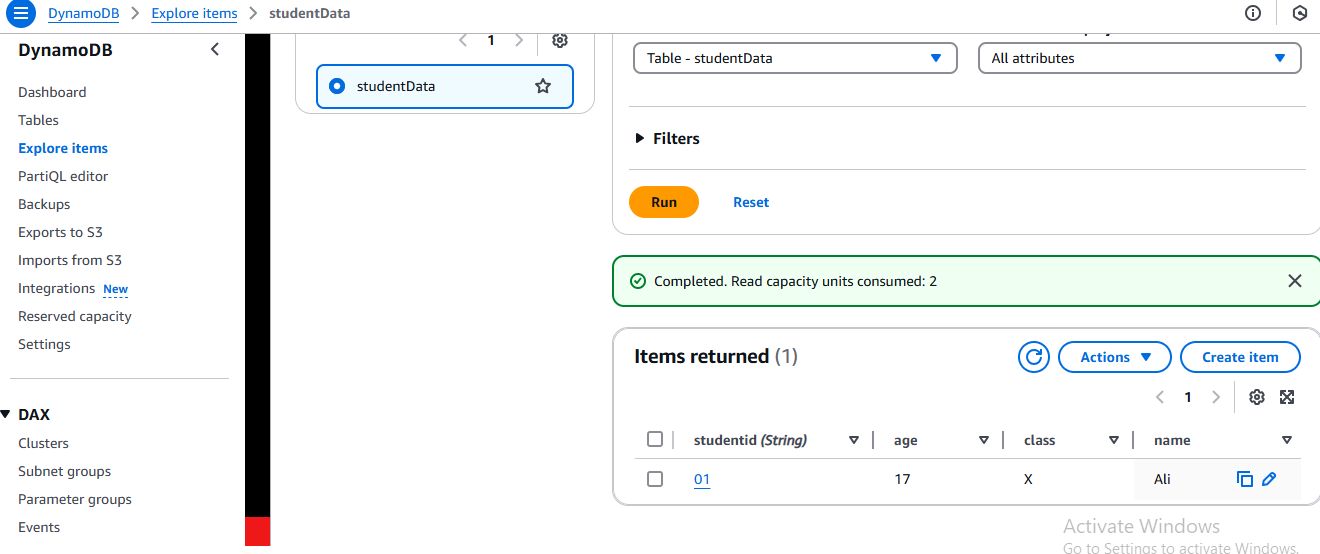 DynamoDB > Explore items > studentData
DynamoDB
Dashboard
Tables
Explore items
PartiQL editor
Backups
Exports to S3
Imports from S3
Integrations New
Reserved capacity
Settings
DAX
Clusters
Subnet groups
Parameter groups
Events
1
studentData
Table - studentData
All attributes
Filters
Run Reset
Completed. Read capacity units consumed: 2
Items returned (1)
Actions
Create item
1
studentid (String) age class name
01 17 X Ali
Activate Windows
Go to Settings to activate Windows.